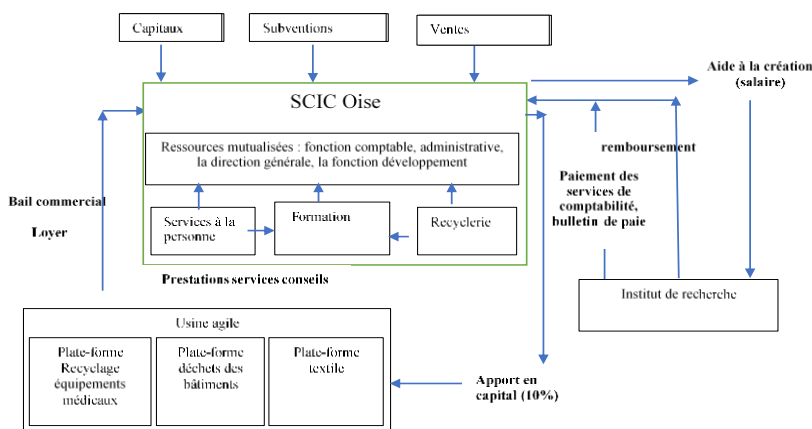 Capitaux
Subventions
Ventes
Aide à la création
(salaire)
SCIC Oise
Ressources mutualisées : fonction comptable, administrative,
la direction générale, la fonction développement
remboursement
Paiement des
services de
comptabilité,
bulletin de paie
Bail commercial
Loyer
Services à la
personne
Formation
Recyclerie
Prestations services conseils
Institut de recherche
Usine agile
Plate-forme
Recyclage
équipements
médicaux
Plate-forme
déchets des
bâtiments
Plate-forme
textile
Apport en
capital (10%)